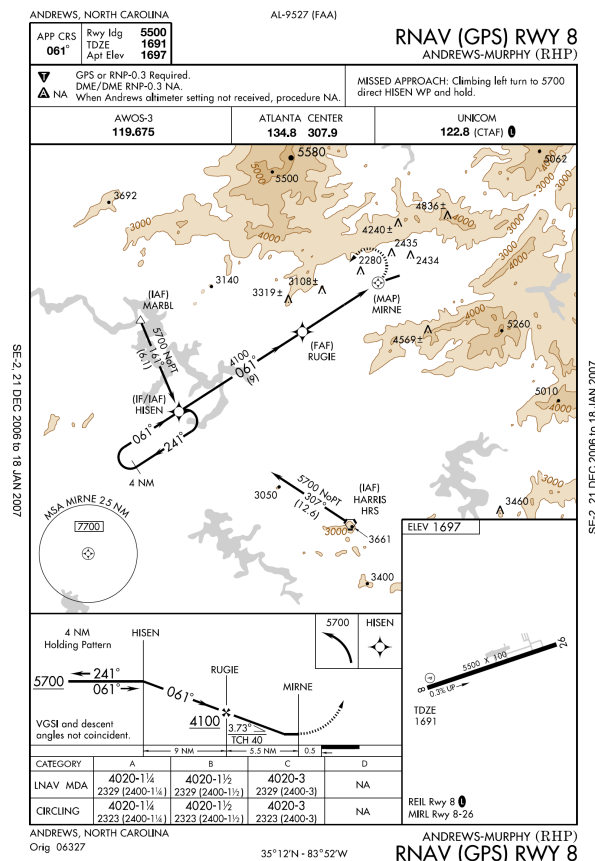 ANDREWS, NORTH CAROLINA
AL-9527 (FAA)
APP CRS
061°
Rwy ldg 5500
TDZE 1691
Apt Elev 1697
RNAV (GPS) RWY 8
ANDREWS-MURPHY (RHP)
T
A NA
GPS or RNP-0.3 Required.
DME/DME RNP-0.3 NA.
When Andrews altimeter setting not received, procedure NA.
MISSED APPROACH: Climbing left turn to 5700
direct HISEN WP and hold.
AWOS-3
119.675
ATLANTA CENTER
134.8 307.9
UNICOM
122.8 (CTAF) L
5580
5500
5000
5062
3000
4000
3692
3000
4836±
4000
4240±
2435
2434
2280
3000
4000
3140
3108±
3319±
(MAP)
MIRNE
(IAF)
MARBL
5700 NoPT
161°
(6.1)
(FAF)
RUGIE
4100
061°
(9)
5260
4569±
(IF/IAF)
HISEN
061°
241°
4 NM
5010
4000
MSA MIRNE 25 NM
7700
3050
5700 NoPT
307°
(12.6)
(IAF)
HARRIS
HRS
3000
3661
3460
3000
3400
ELEV 1697
5500 X 100
8
26
0.3% UP
TDZE
1691
REIL Rwy 8 L
MIRL Rwy 8-26
5700
HISEN
4 NM
Holding Pattern
HISEN
RUGIE
MIRNE
5700
241°
061°
061°
4100
3.73°
TCH 40
VGSI and descent
angles not coincident.
9 NM
5.5 NM
0.5
CATEGORY A B C D
LNAV MDA 4020-1¼ 4020-1½ 4020-3 NA
2329 (2400-1¼) 2329 (2400-1½) 2329 (2400-3)
CIRCLING 4020-1¼ 4020-1½ 4020-3 NA
2323 (2400-1¼) 2323 (2400-1½) 2323 (2400-3)
ANDREWS, NORTH CAROLINA
Orig 06327
35°12'N - 83°52'W
ANDREWS-MURPHY (RHP)
RNAV (GPS) RWY 8
SE-2, 21 DEC 2006 to 18 JAN 2007
SE-2, 21 DEC 2006 to 18 JAN 2007